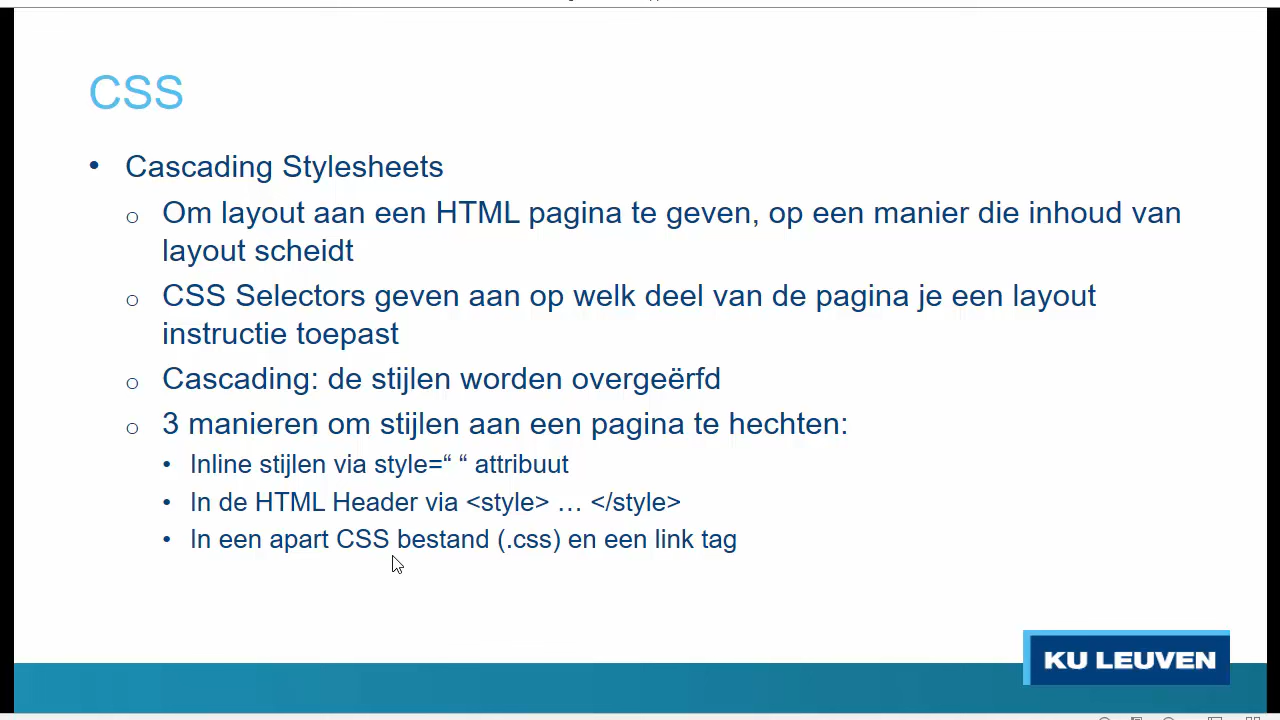 CSS
• Cascading Stylesheets
o Om layout aan een HTML pagina te geven, op een manier die inhoud van
layout scheidt
o CSS Selectors geven aan op welk deel van de pagina je een layout
instructie toepast
o Cascading: de stijlen worden overgeërfd
o 3 manieren om stijlen aan een pagina te hechten:
• Inline stijlen via style=“ “ attribuut
• In de HTML Header via <style> … </style>
• In een apart CSS bestand (.css) en een link tag
KU LEUVEN